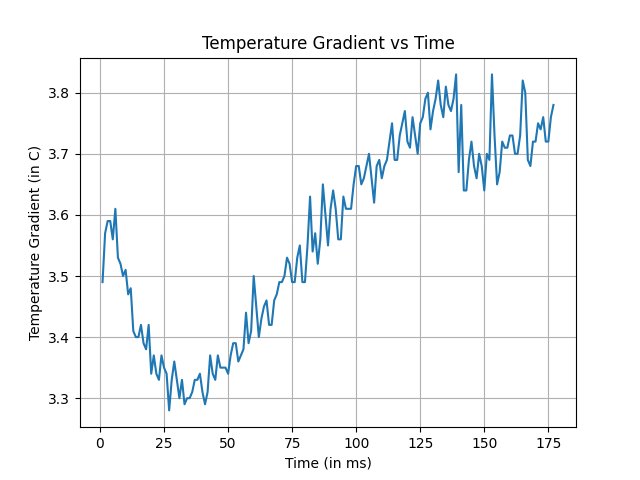 Temperature Gradient vs Time
Temperature Gradient (in C)
3.8
3.7
3.6
3.5
3.4
3.3
0 25 50 75 100 125 150 175
Time (in ms)